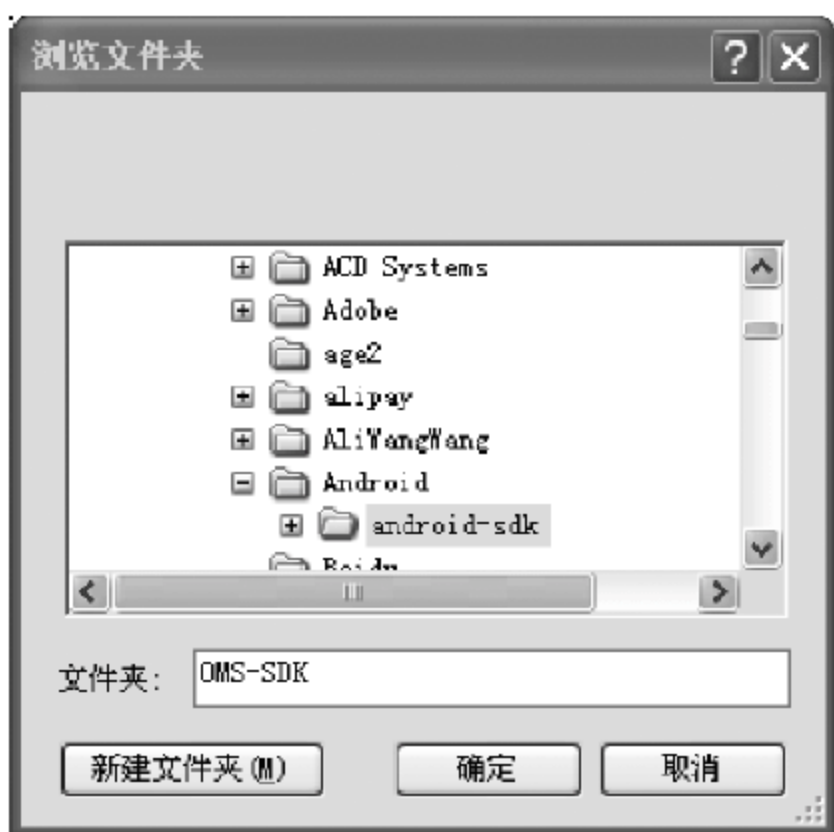 浏览文件夹
ACD Systems
Adobe
age2
alipay
AliWangWang
Android
android-sdk
Baidu
文件夹: OMS-SDK
新建文件夹(M) 确定 取消